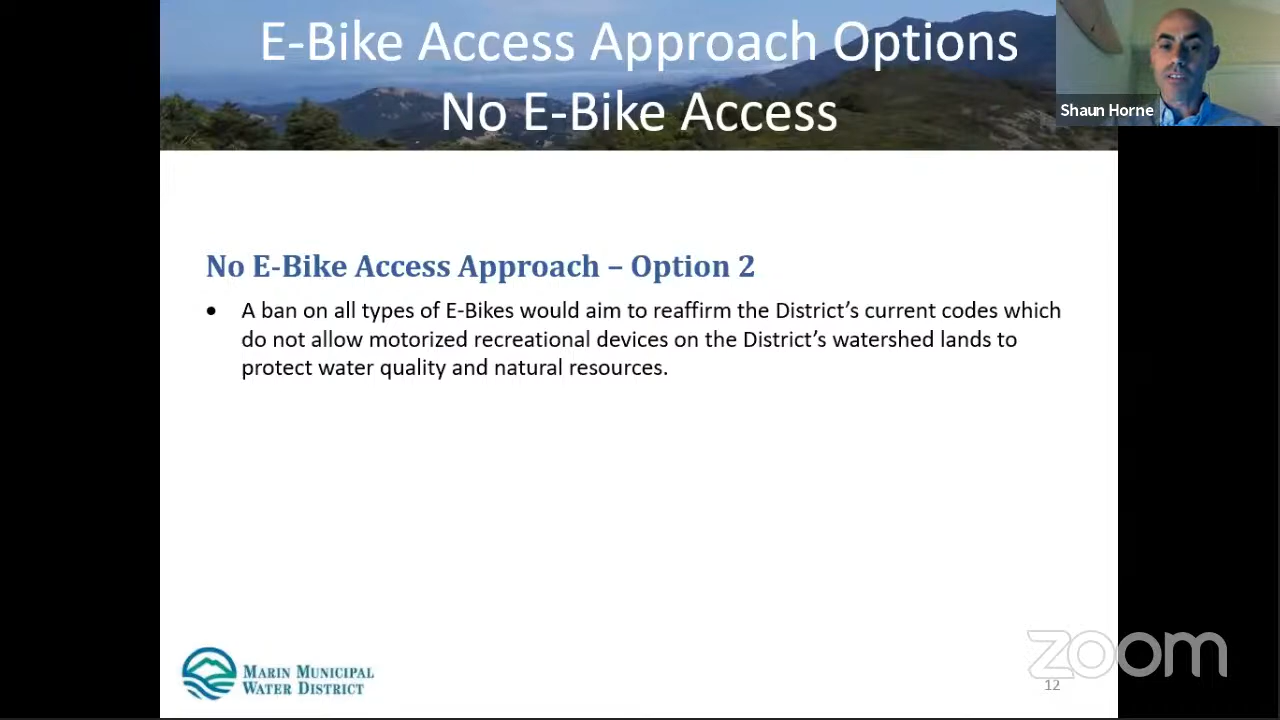 E-Bike Access Approach Options
No E-Bike Access
Shaun Horne
No E-Bike Access Approach – Option 2
• A ban on all types of E-Bikes would aim to reaffirm the District’s current codes which
do not allow motorized recreational devices on the District’s watershed lands to
protect water quality and natural resources.
MARIN MUNICIPAL
WATER DISTRICT
zoom
12